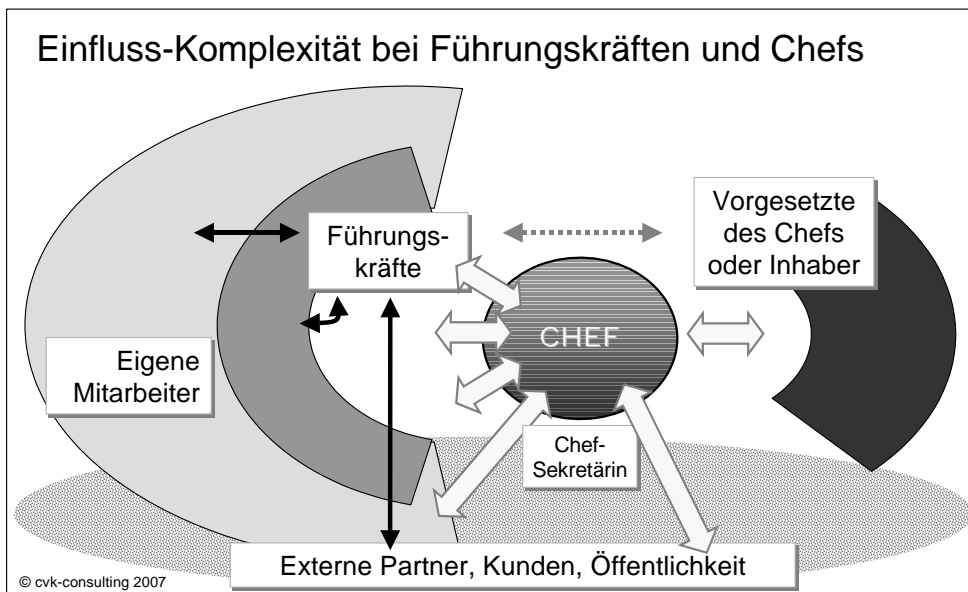 Einfluss-Komplexität bei Führungskräften und Chefs
Führungs-
kräfte
Vorgesetzte
des Chefs
oder Inhaber
CHEF
Eigene
Mitarbeiter
Chef-
Sekretärin
Externe Partner, Kunden, Öffentlichkeit
© cvk-consulting 2007